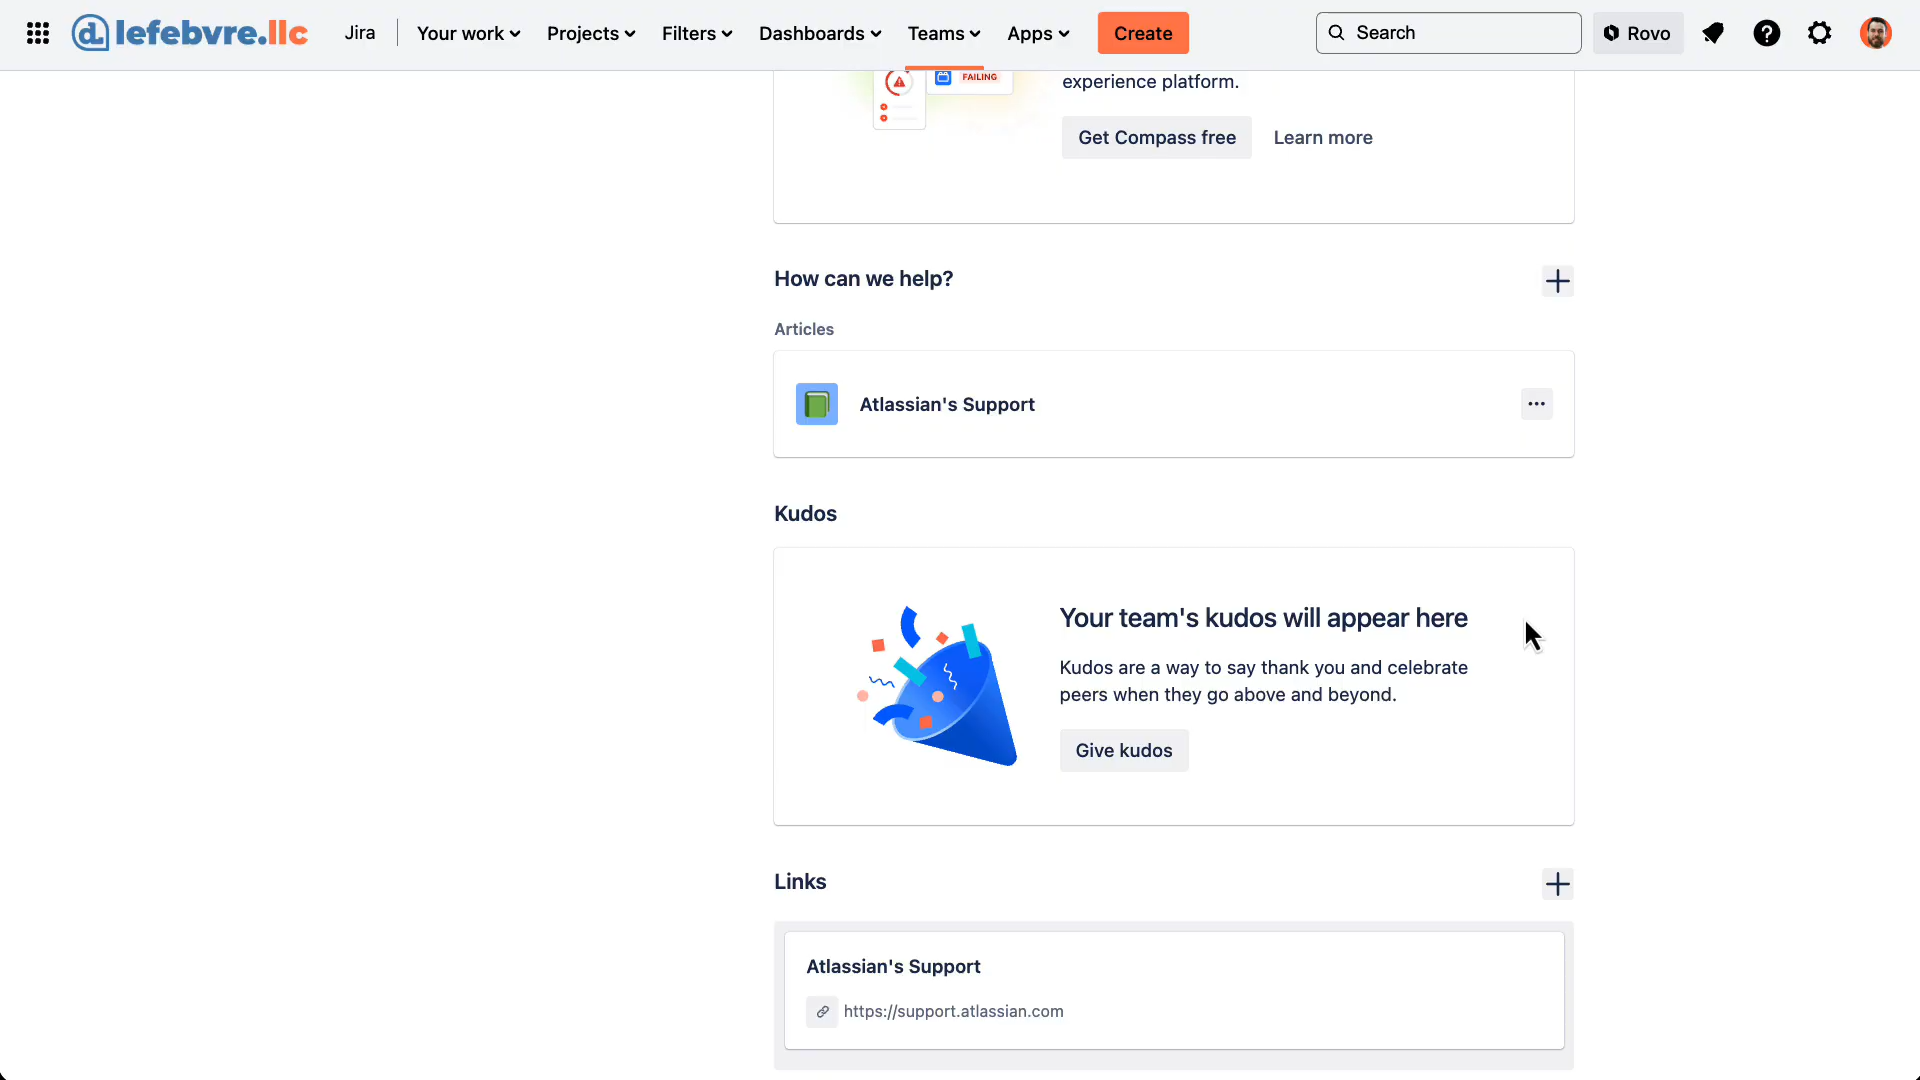 lefebvre.llc Jira Your work Projects Filters Dashboards Teams Apps Create Search Rovo
FAILING
experience platform.
Get Compass free Learn more
How can we help?
Articles
Atlassian's Support
Kudos
Your team's kudos will appear here
Kudos are a way to say thank you and celebrate
peers when they go above and beyond.
Give kudos
Links
Atlassian's Support
https://support.atlassian.com